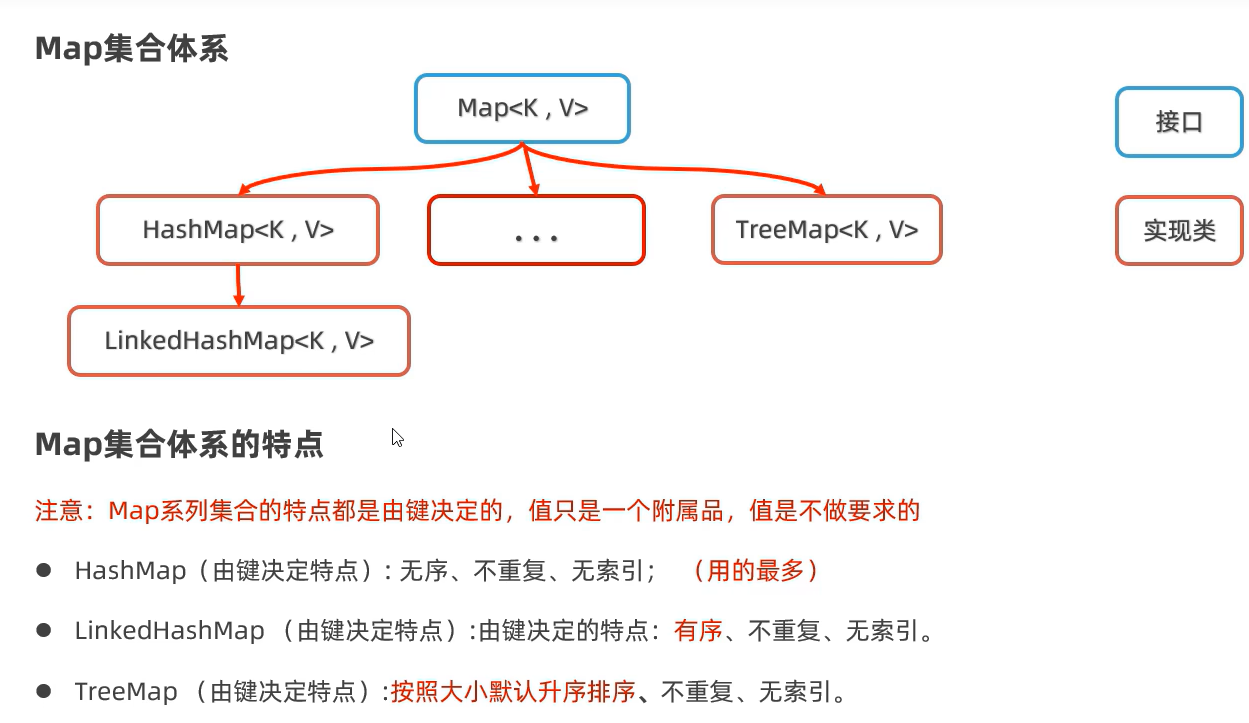 Map集合体系
Map<K , V>
接口
HashMap<K , V>
...
TreeMap<K , V>
实现类
LinkedHashMap<K , V>
Map集合体系的特点
注意：Map系列集合的特点都是由键决定的，值只是一个附属品，值是不做要求的
● HashMap（由键决定特点）: 无序、不重复、无索引； （用的最多）
● LinkedHashMap （由键决定特点）:由键决定的特点：有序、不重复、无索引。
● TreeMap （由键决定特点）:按照大小默认升序排序、不重复、无索引。